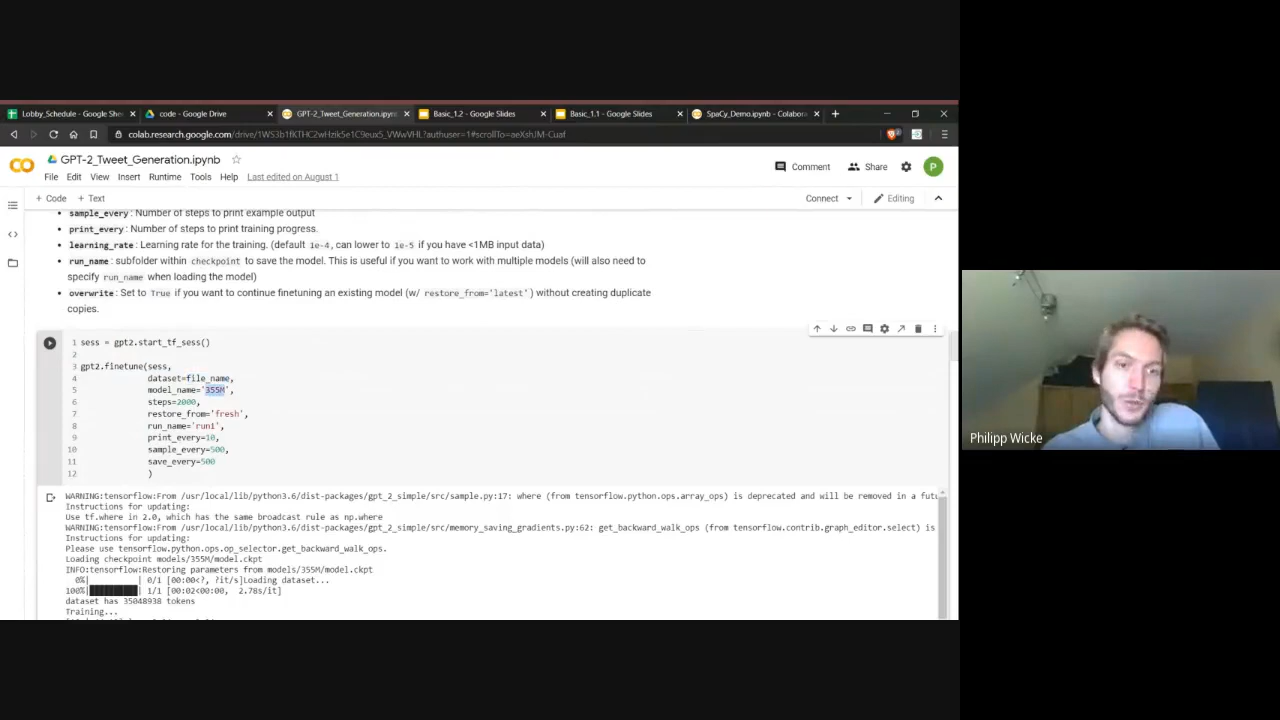 Lobby_Schedule - Google She
code - Google Drive
GPT-2_Tweet_Generation.ipynb
Basic_1.2 - Google Slides
Basic_1.1 - Google Slides
SpaCy_Demo.ipynb - Colabora
GPT-2_Tweet_Generation.ipynb
Comment
Share
P
File Edit View Insert Runtime Tools Help Last edited on August 1
+ Code + Text
Connect
Editing
sample_every: Number of steps to print example output
print_every: Number of steps to print training progress.
learning_rate: Learning rate for the training. (default 1e-4, can lower to 1e-5 if you have <1MB input data)
run_name: subfolder within checkpoint to save the model. This is useful if you want to work with multiple models (will also need to
specify run_name when loading the model)
overwrite: Set to True if you want to continue finetuning an existing model (w/ restore_from='latest') without creating duplicate
copies.
1 sess = gpt2.start_tf_sess()
2
3 gpt2.finetune(sess,
4 dataset=file_name,
5 model_name='355M',
6 steps=2000,
7 restore_from='fresh',
8 run_name='run1',
9 print_every=10,
10 sample_every=500,
11 save_every=500
12 )
WARNING:tensorflow:From /usr/local/lib/python3.6/dist-packages/gpt_2_simple/src/sample.py:17: where (from tensorflow.python.ops.array_ops) is deprecated and will be removed in a futu
Instructions for updating:
Use tf.where in 2.0, which has the same broadcast rule as np.where
WARNING:tensorflow:From /usr/local/lib/python3.6/dist-packages/gpt_2_simple/src/memory_saving_gradients.py:62: get_backward_walk_ops (from tensorflow.contrib.graph_editor.select) is
Instructions for updating:
Please use tensorflow.python.ops.op_selector.get_backward_walk_ops.
Loading checkpoint models/355M/model.ckpt
INFO:tensorflow:Restoring parameters from models/355M/model.ckpt
0%| | 0/1 [00:00<?, ?it/s]Loading dataset...
100%|██████████| 1/1 [00:02<00:00, 2.78s/it]
dataset has 35048938 tokens
Training...
Philipp Wicke